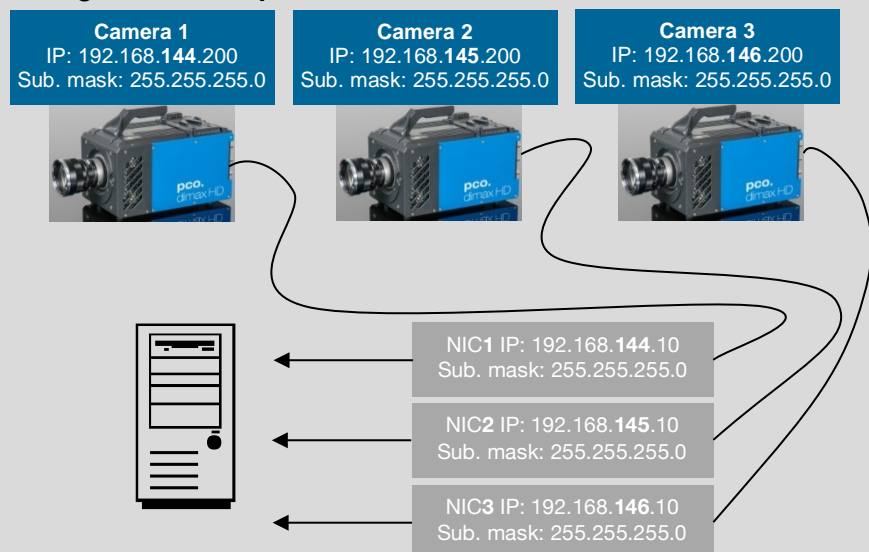 Camera 1
IP: 192.168.144.200
Sub. mask: 255.255.255.0
Camera 2
IP: 192.168.145.200
Sub. mask: 255.255.255.0
Camera 3
IP: 192.168.146.200
Sub. mask: 255.255.255.0
pco.
dimax HD
pco.
dimax HD
pco.
dimax HD
NIC1 IP: 192.168.144.10
Sub. mask: 255.255.255.0
NIC2 IP: 192.168.145.10
Sub. mask: 255.255.255.0
NIC3 IP: 192.168.146.10
Sub. mask: 255.255.255.0